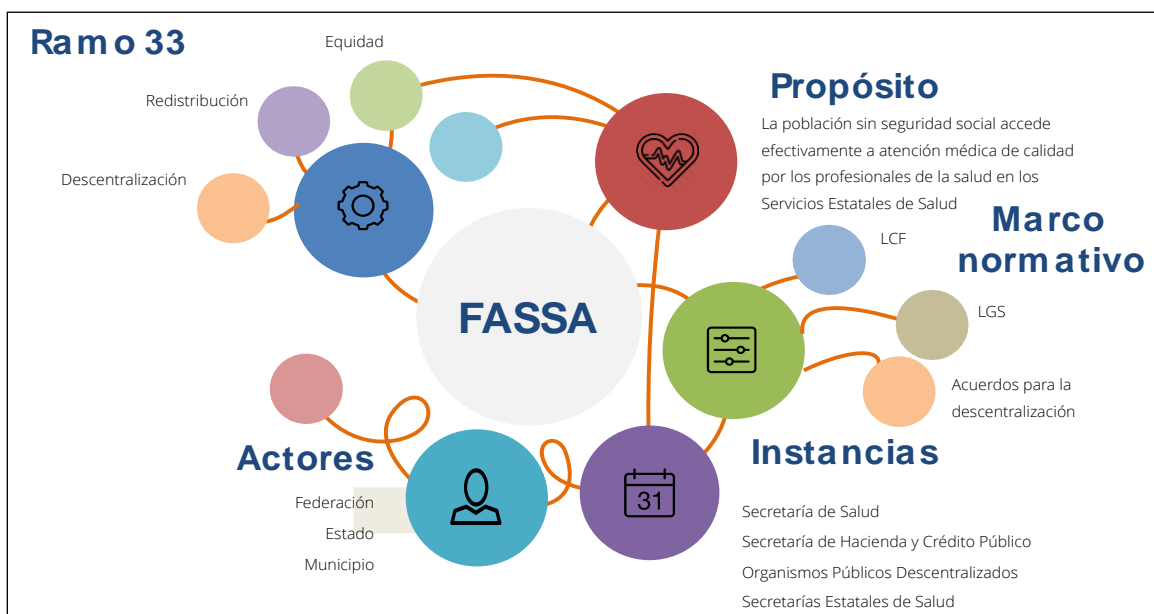 Ramo 33
Equidad
Redistribución
Descentralización
Propósito
La población sin seguridad social accede
efectivamente a atención médica de calidad
por los profesionales de la salud en los
Servicios Estatales de Salud
Marco
normativo
LCF
LGS
Acuerdos para la
descentralización
FASSA
Actores
Federación
Estado
Municipio
31
Instancias
Secretaría de Salud
Secretaría de Hacienda y Crédito Público
Organismos Públicos Descentralizados
Secretarías Estatales de Salud